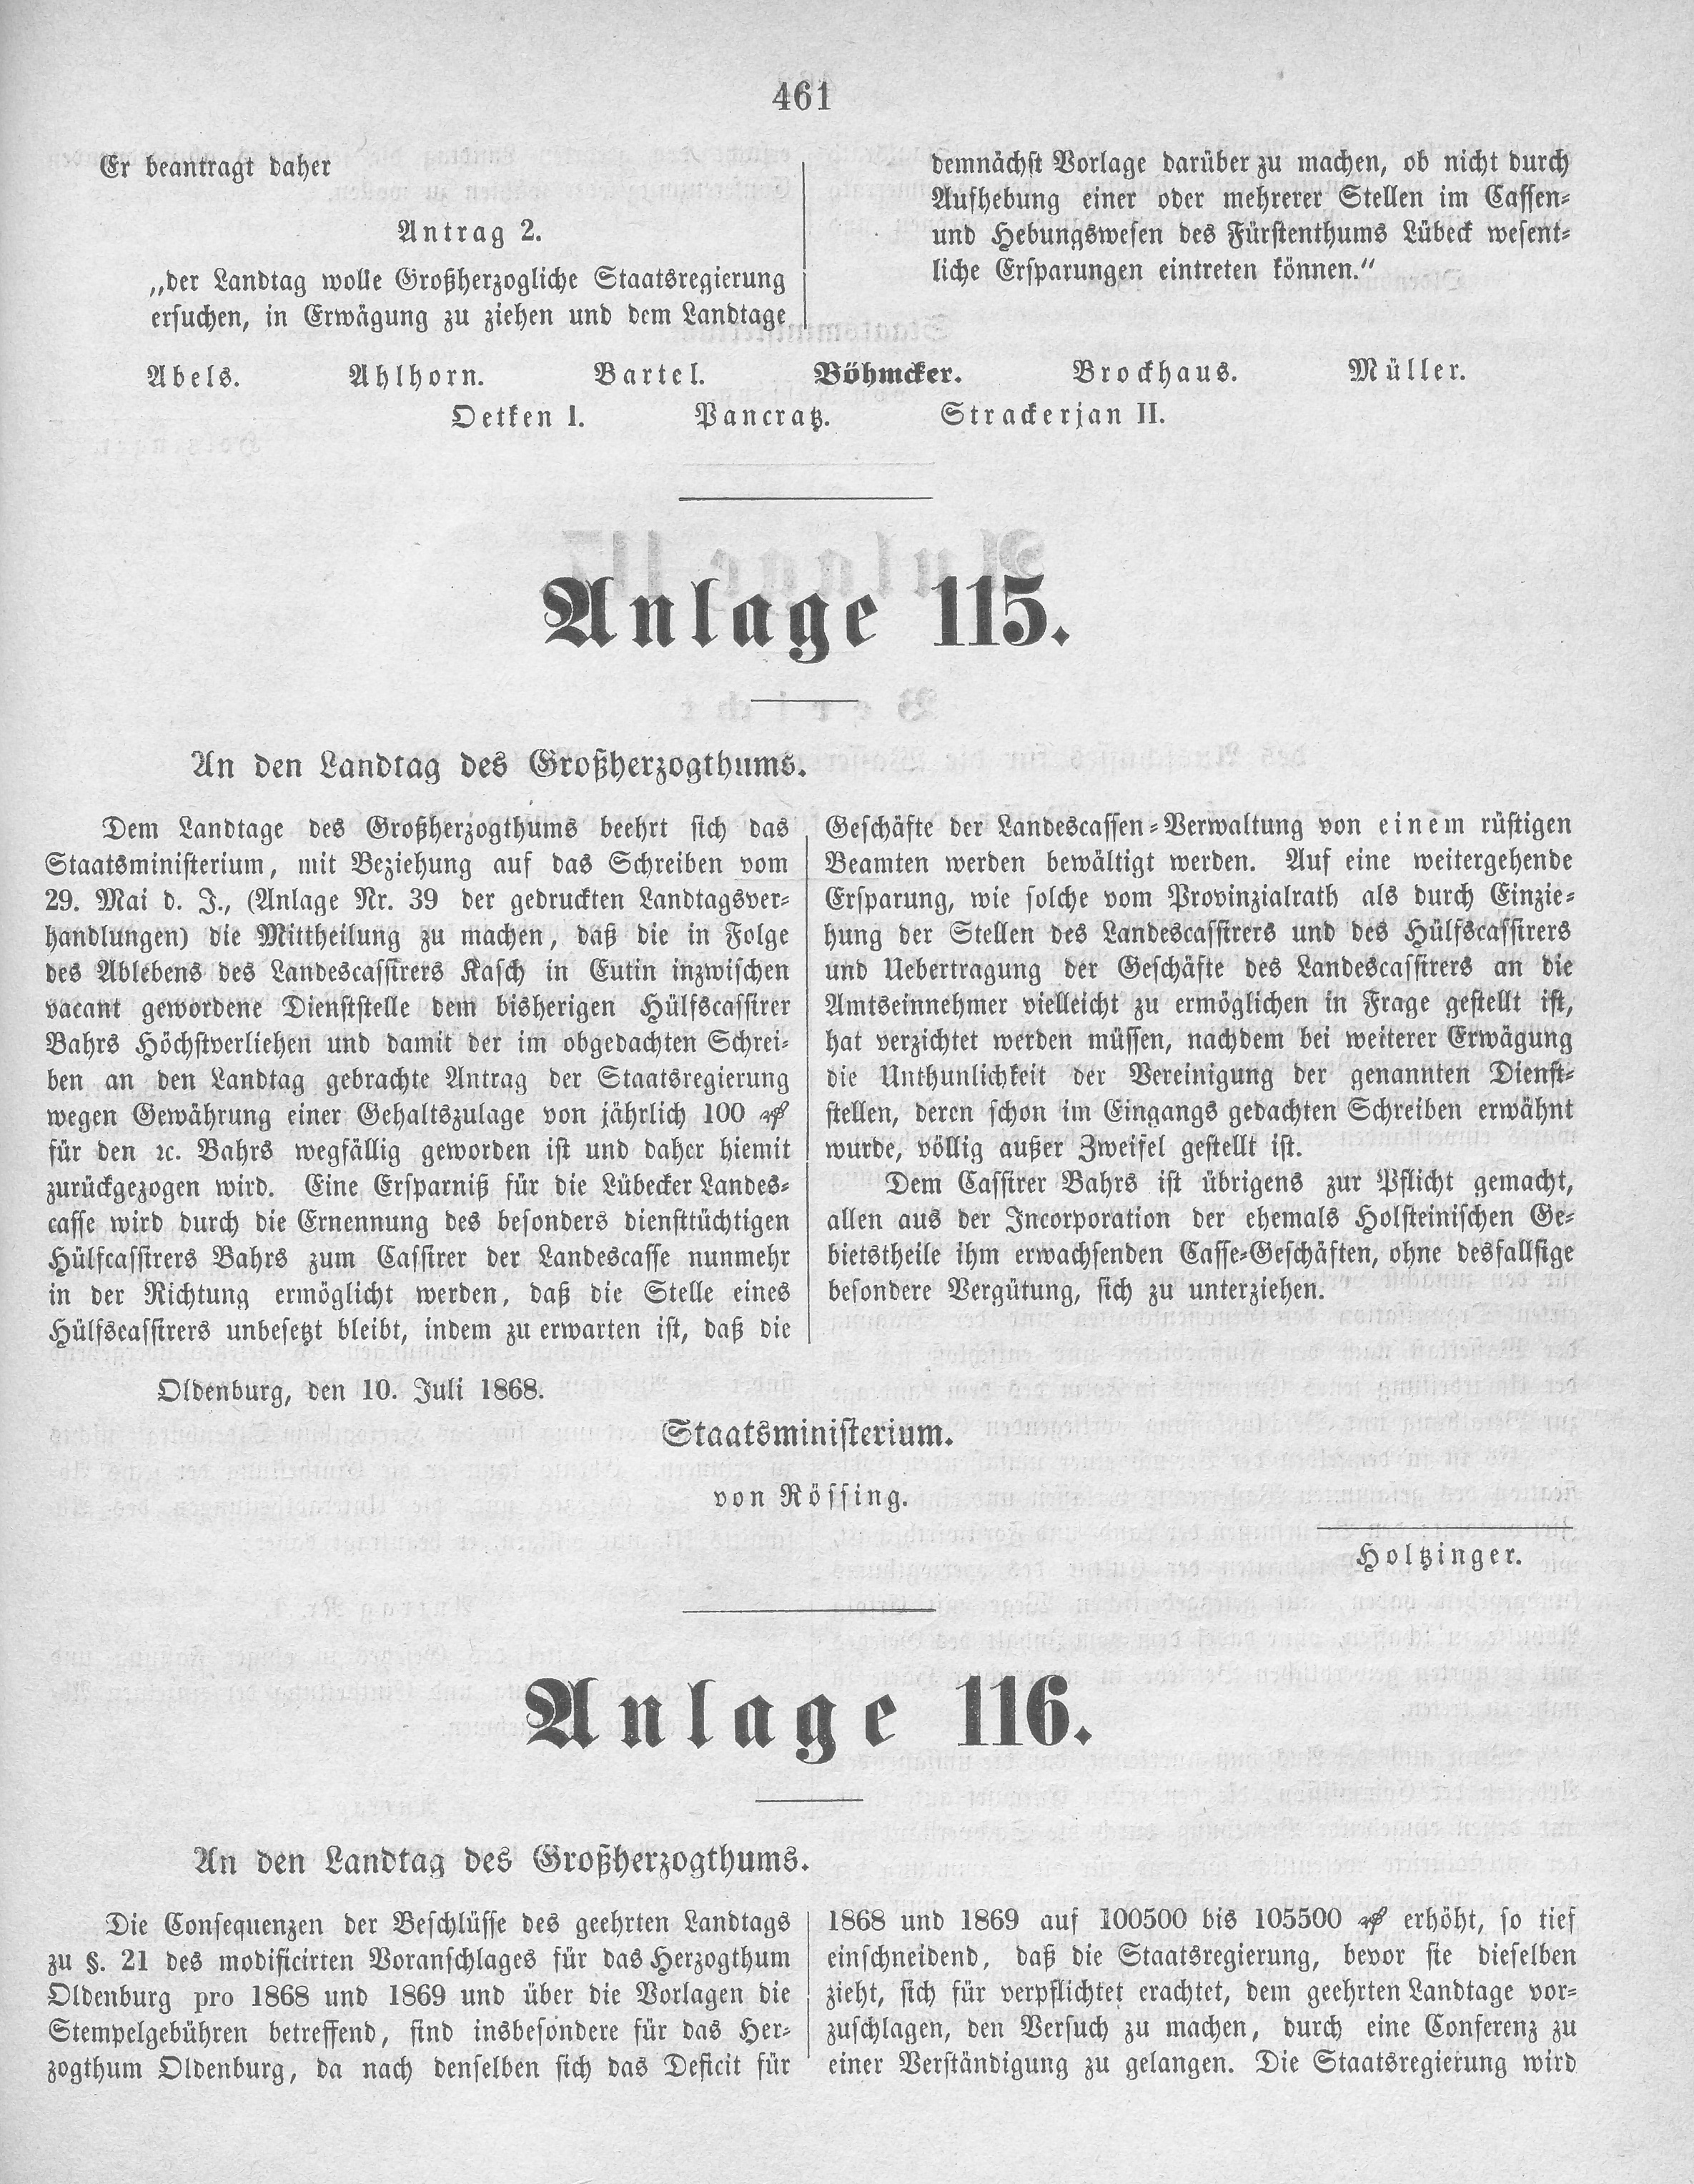 461
Er beantragt daher
Antrag 2.
„der Landtag wolle Großherzogliche Staatsregierung
ersuchen, in Erwägung zu ziehen und dem Landtage
demnächst Vorlage darüber zu machen, ob nicht durch
Aufhebung einer oder mehrerer Stellen im Cassen-
und Hebungswesen des Fürstenthums Lübeck wesent-
liche Ersparungen eintreten können.“
Abels. Ahlhorn. Bartel. Böhmcker. Brockhaus. Müller.
Oetken I. Pancratz. Strackerjan II.
Anlage 115.
An den Landtag des Großherzogthums.
Dem Landtage des Großherzogthums beehrt sich das
Staatsministerium, mit Beziehung auf das Schreiben vom
29. Mai d. J., (Anlage Nr. 39 der gedruckten Landtagsver-
handlungen) die Mittheilung zu machen, daß die in Folge
des Ablebens des Landescassirers Kasch in Eutin inzwischen
vacant gewordene Dienststelle dem bisherigen Hülfscassirer
Bahrs Höchstverliehen und damit der im obgedachten Schrei-
ben an den Landtag gebrachte Antrag der Staatsregierung
wegen Gewährung einer Gehaltszulage von jährlich 100 ₰
für den ꝛc. Bahrs wegfällig geworden ist und daher hiemit
zurückgezogen wird. Eine Ersparniß für die Lübecker Landes-
casse wird durch die Ernennung des besonders diensttüchtigen
Hülfcassirers Bahrs zum Cassirer der Landescasse nunmehr
in der Richtung ermöglicht werden, daß die Stelle eines
Hülfscassirers unbesetzt bleibt, indem zu erwarten ist, daß die
Geschäfte der Landescassen-Verwaltung von einem rüstigen
Beamten werden bewältigt werden. Auf eine weitergehende
Ersparung, wie solche vom Provinzialrath als durch Einzie-
hung der Stellen des Landescassirers und des Hülfscassirers
und Uebertragung der Geschäfte des Landescassirers an die
Amtseinnehmer vielleicht zu ermöglichen in Frage gestellt ist,
hat verzichtet werden müssen, nachdem bei weiterer Erwägung
die Unthunlichkeit der Vereinigung der genannten Dienst-
stellen, deren schon im Eingangs gedachten Schreiben erwähnt
wurde, völlig außer Zweifel gestellt ist.
Dem Cassirer Bahrs ist übrigens zur Pflicht gemacht,
allen aus der Incorporation der ehemals Holsteinischen Ge-
bietstheile ihm erwachsenden Casse-Geschäften, ohne desfallsige
besondere Vergütung, sich zu unterziehen.
Oldenburg, den 10. Juli 1868.
Staatsministerium.
von Rössing.
Holtzinger.
Anlage 116.
An den Landtag des Großherzogthums.
Die Consequenzen der Beschlüsse des geehrten Landtags
zu §. 21 des modificirten Voranschlages für das Herzogthum
Oldenburg pro 1868 und 1869 und über die Vorlagen die
Stempelgebühren betreffend, sind insbesondere für das Her-
zogthum Oldenburg, da nach denselben sich das Deficit für
1868 und 1869 auf 100500 bis 105500 ₰ erhöht, so tief
einschneidend, daß die Staatsregierung, bevor sie dieselben
zieht, sich für verpflichtet erachtet, dem geehrten Landtage vor-
zuschlagen, den Versuch zu machen, durch eine Conferenz zu
einer Verständigung zu gelangen. Die Staatsregierung wird